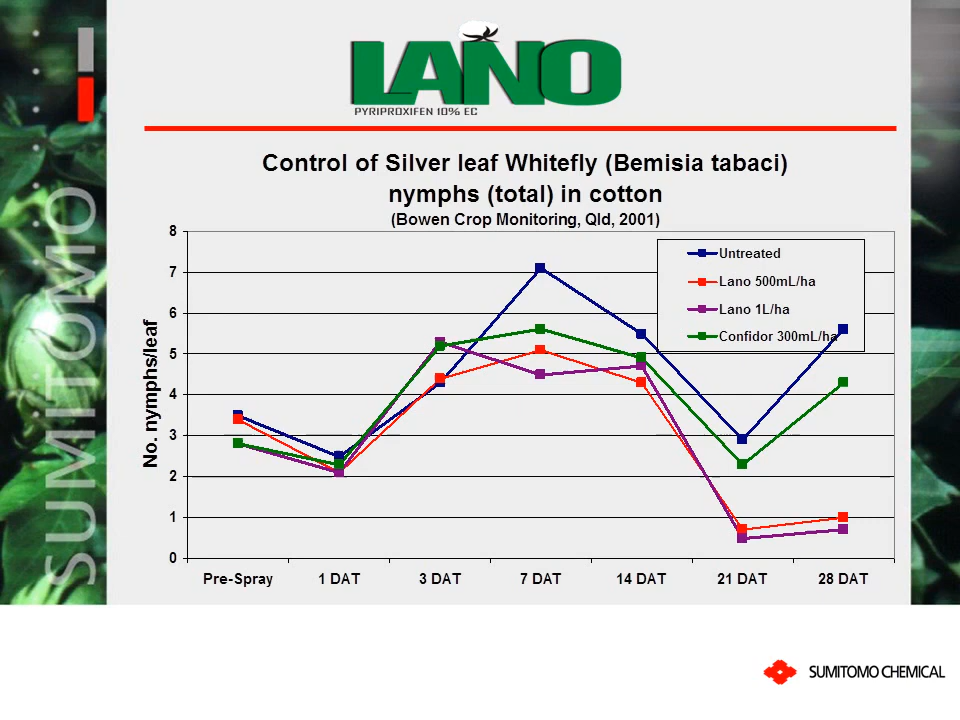 LANO
PYRIPROXIFEN 10% EC
SUMITOMO
Control of Silver leaf Whitefly (Bemisia tabaci)
nymphs (total) in cotton
(Bowen Crop Monitoring, Qld, 2001)
No. nymphs/leaf
8
7
6
5
4
3
2
1
0
Untreated
Lano 500mL/ha
Lano 1L/ha
Confidor 300mL/ha
Pre-Spray 1 DAT 3 DAT 7 DAT 14 DAT 21 DAT 28 DAT
SUMITOMO CHEMICAL